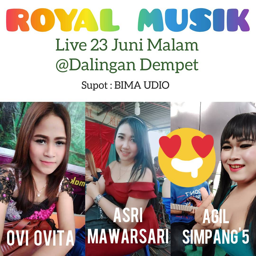 ROYAL MUSIK
Live 23 Juni Malam
@Dalingan Dempet
Supot : BIMA UDIO
OVI OVITA
ASRI
MAWARSARI
AGIL
SIMPANG 5